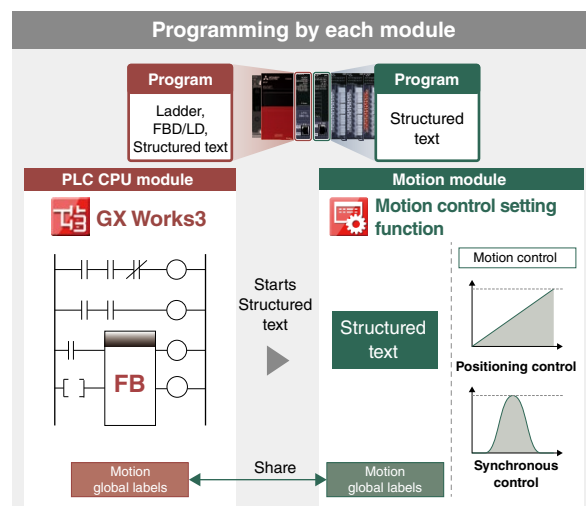 Programming by each module
Program
Ladder,
FBD/LD,
Structured text
Program
Structured
text
PLC CPU module
GX Works3
FB
Starts
Structured
text
Motion module
Motion control setting
function
Structured
text
Motion control
Positioning control
Synchronous
control
Motion
global labels
Share
Motion
global labels